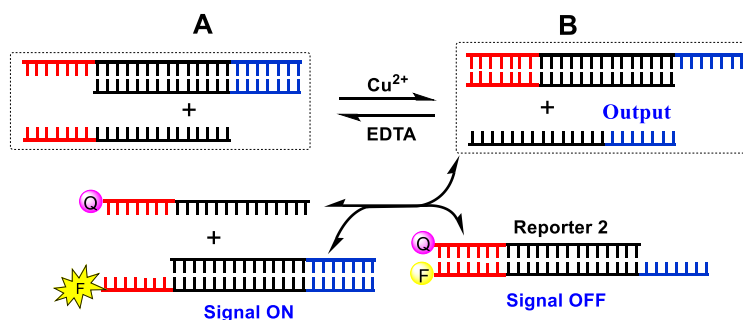 A
B
Cu²⁺
EDTA
+
+
Output
Q
+
F
Signal ON
Reporter 2
Q
F
Signal OFF